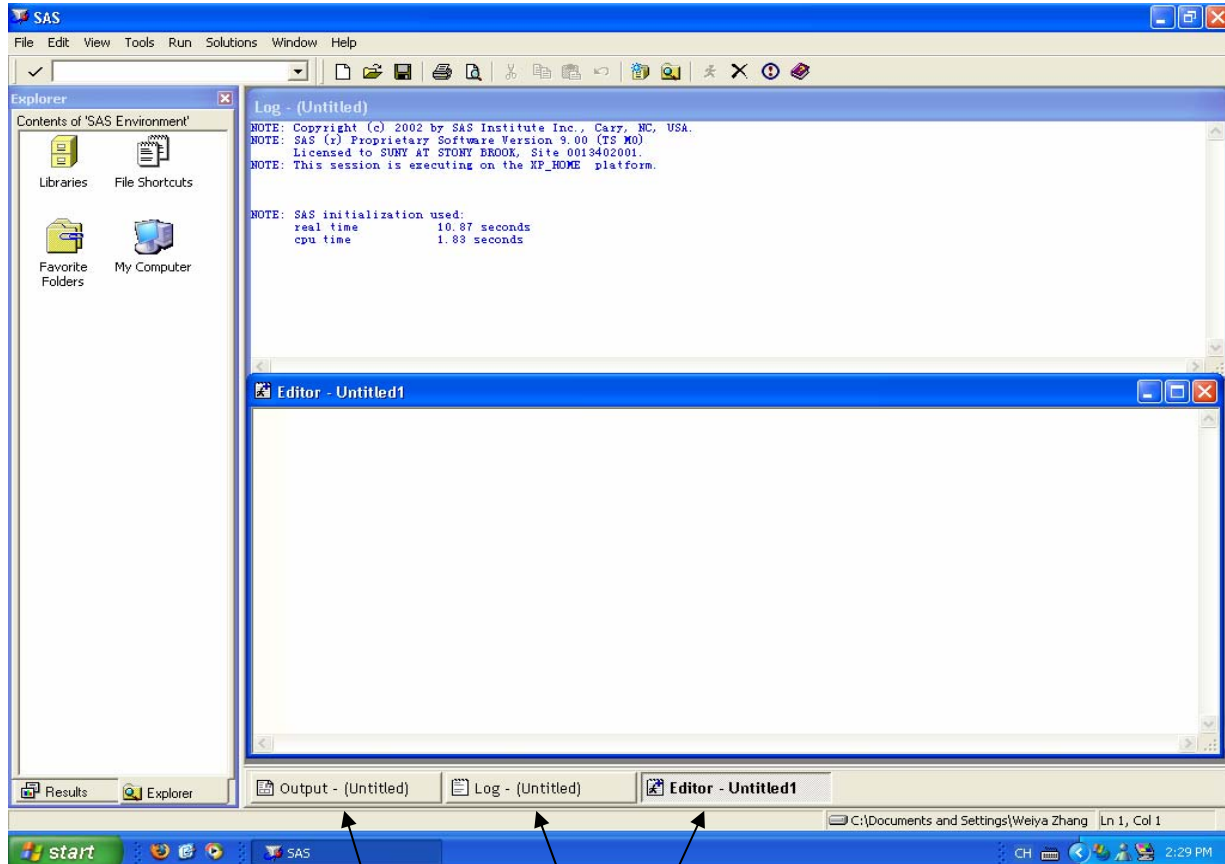 SAS
File Edit View Tools Run Solutions Window Help
Explorer
Contents of 'SAS Environment'
Libraries
File Shortcuts
Favorite Folders
My Computer
Log - (Untitled)
NOTE: Copyright (c) 2002 by SAS Institute Inc., Cary, NC, USA.
NOTE: SAS (r) Proprietary Software Version 9.00 (TS M0)
Licensed to SUNY AT STONY BROOK, Site 0013402001.
NOTE: This session is executing on the XP_HOME platform.
NOTE: SAS initialization used:
real time 10.87 seconds
cpu time 1.83 seconds
Editor - Untitled1
Results
Explorer
Output - (Untitled)
Log - (Untitled)
Editor - Untitled1
C:\Documents and Settings\Weiya Zhang
Ln 1, Col 1
start
SAS
CH
2:29 PM